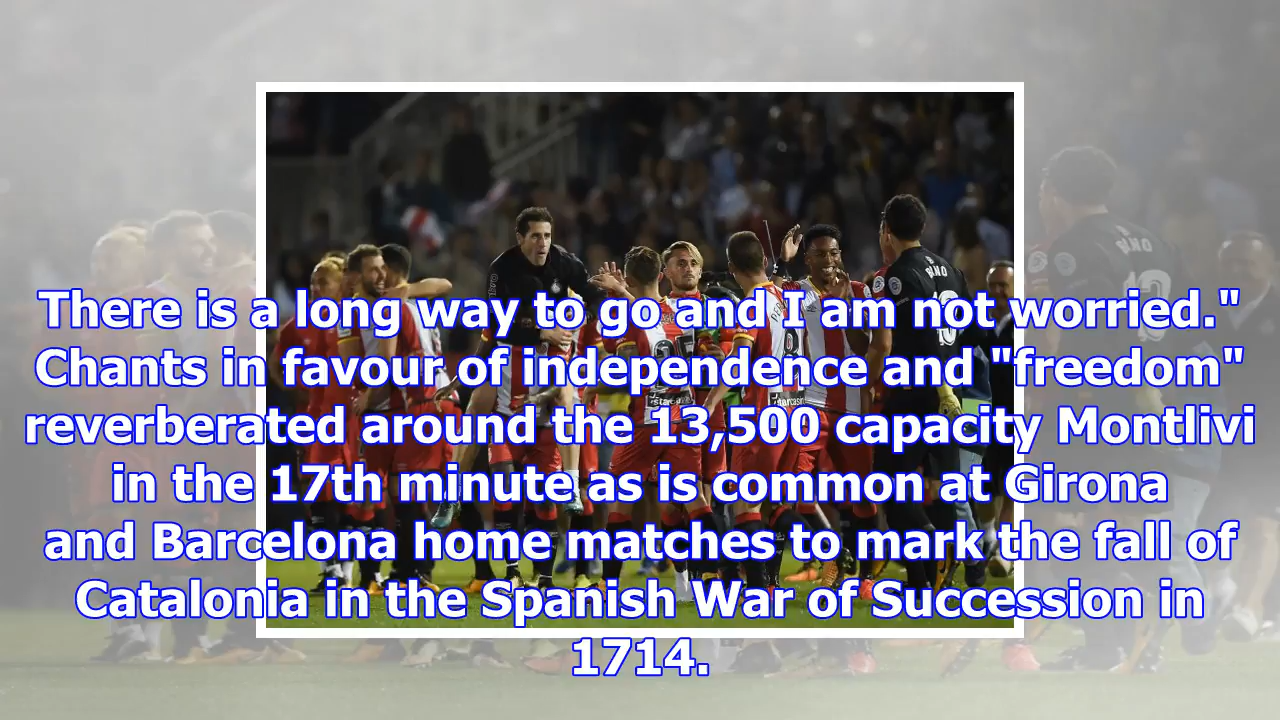 There is a long way to go and I am not worried."
Chants in favour of independence and "freedom"
reverberated around the 13,500 capacity Montlivi
in the 17th minute as is common at Girona
and Barcelona home matches to mark the fall of
Catalonia in the Spanish War of Succession in
1714.